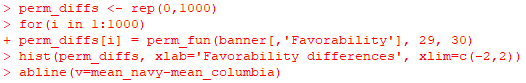 > perm_diffs <- rep(0,1000)
> for(i in 1:1000)
+ perm_diffs[i] = perm_fun(banner[,'Favorability'], 29, 30)
> hist(perm_diffs, xlab='Favorability differences', xlim=c(-2,2))
> abline(v=mean_navy-mean_columbia)